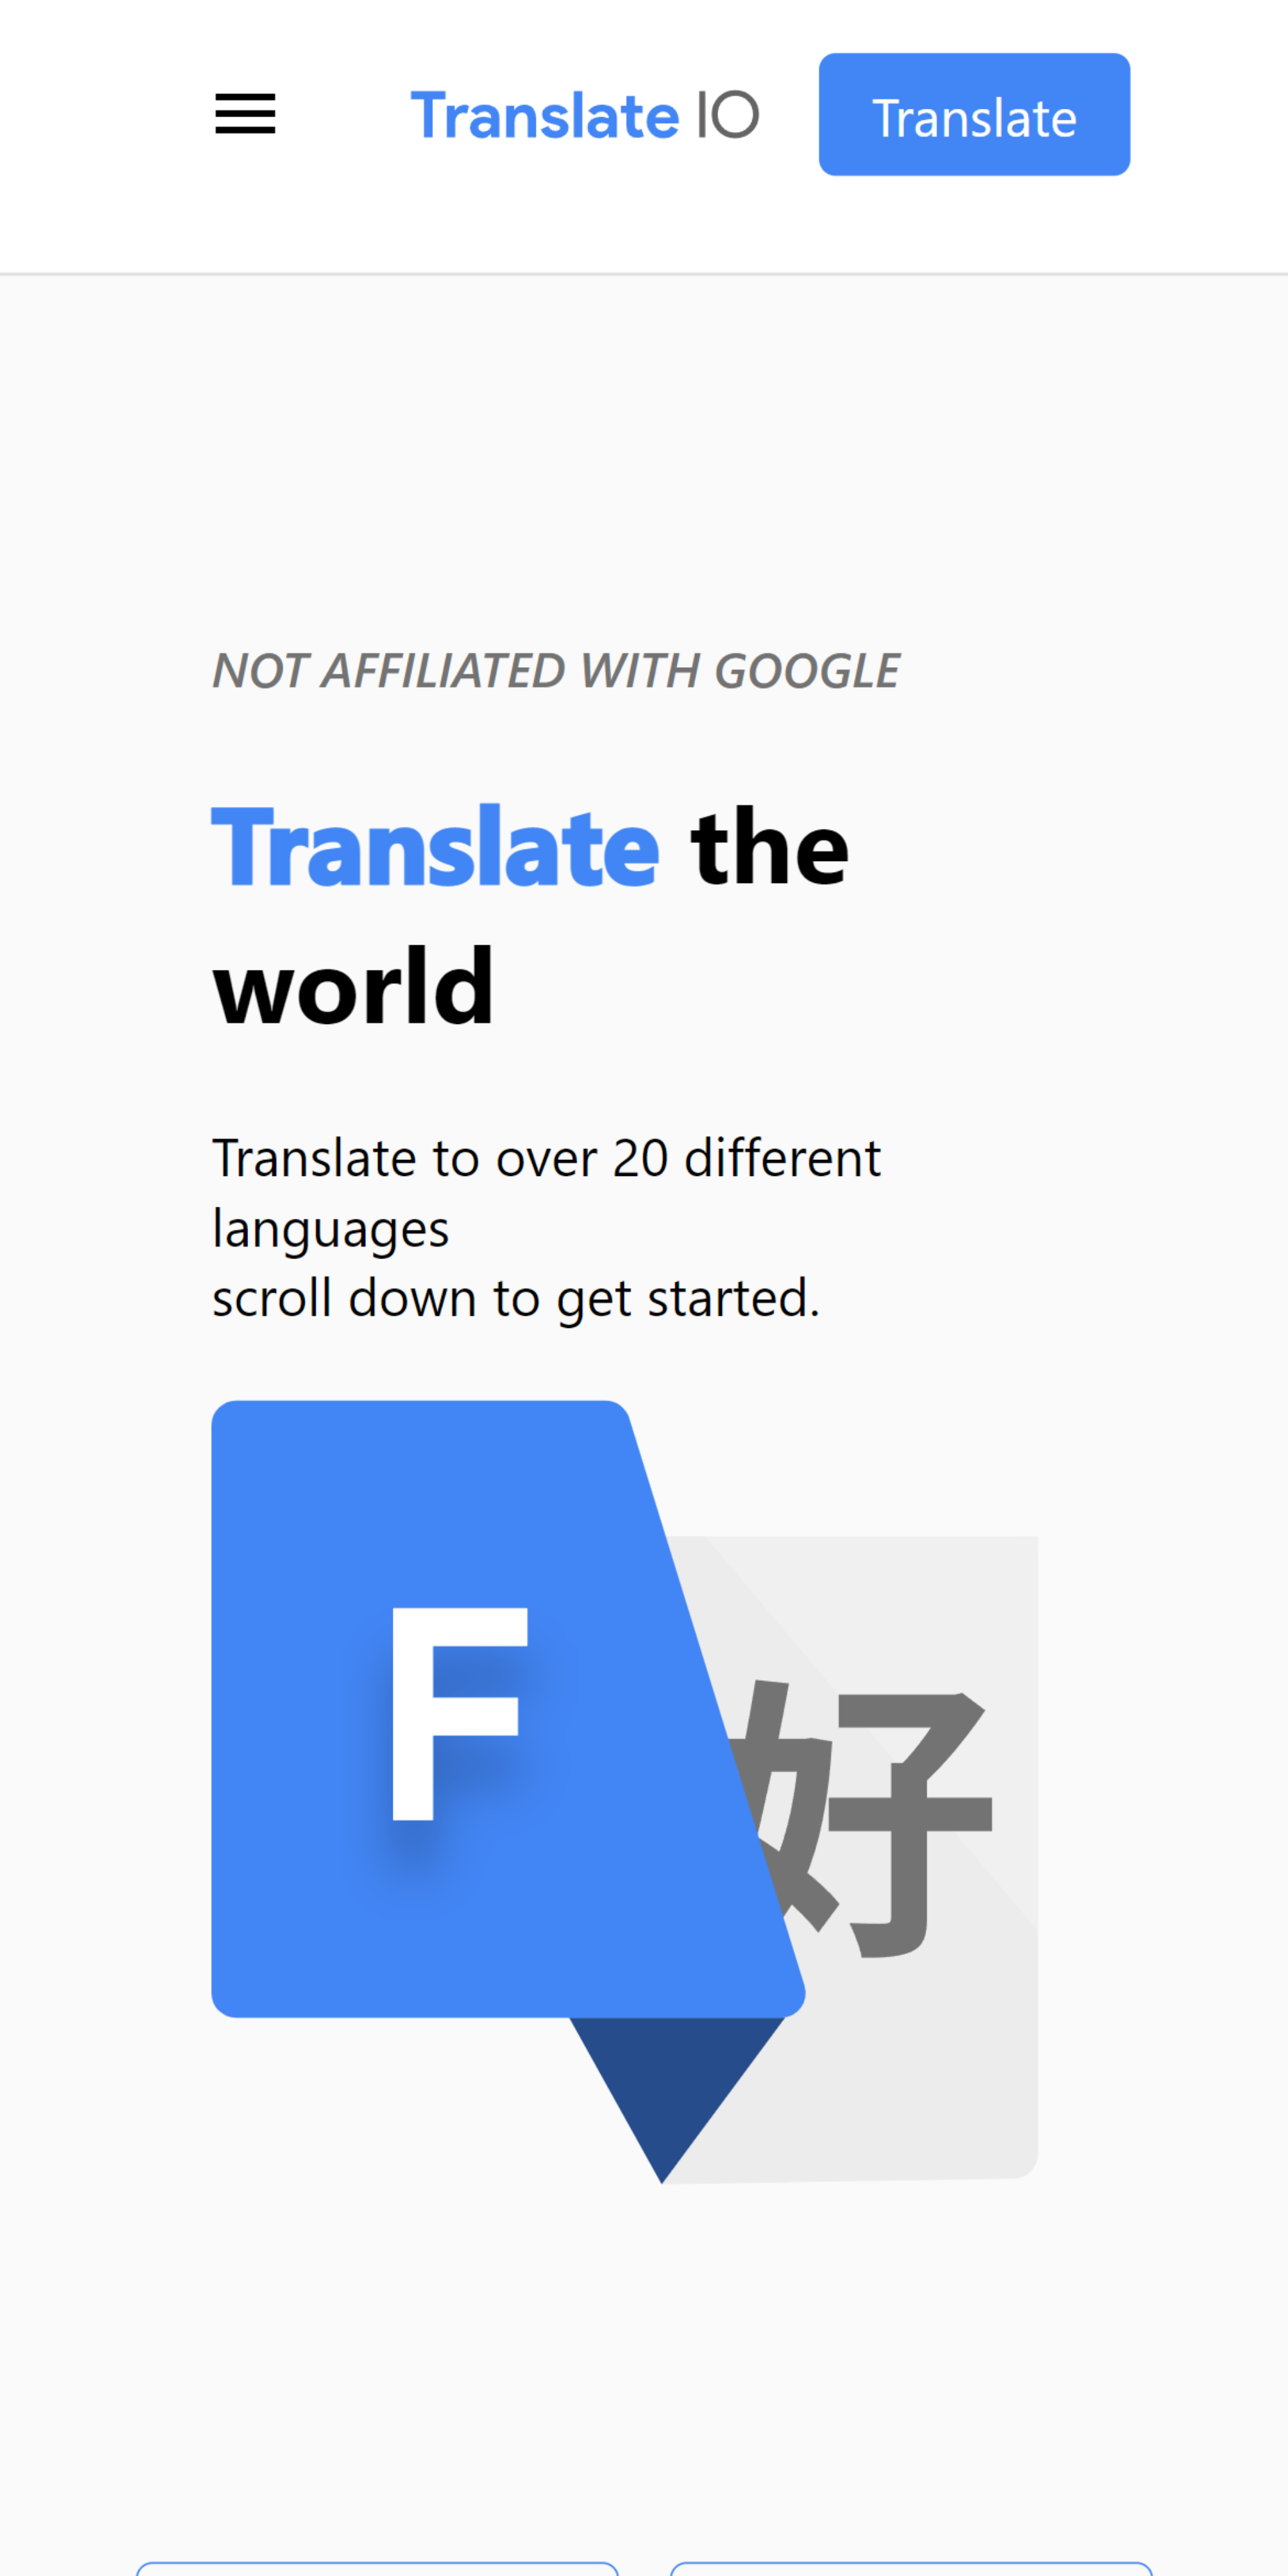 Translate IO
Translate
NOT AFFILIATED WITH GOOGLE
Translate the
world
Translate to over 20 different
languages
scroll down to get started.
F
好